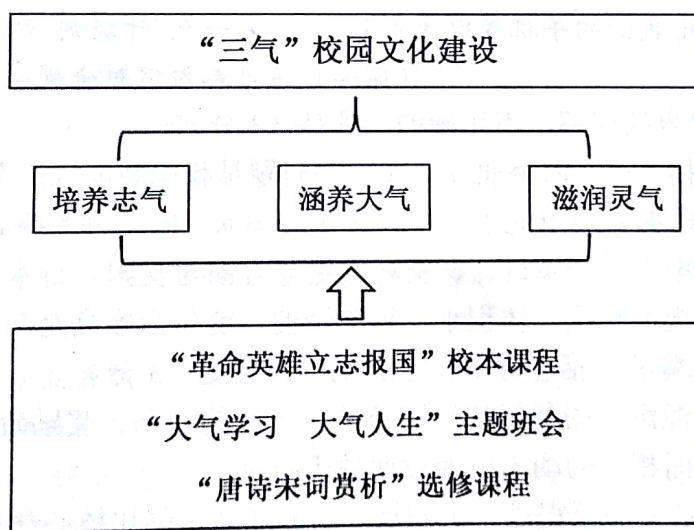 “三气”校园文化建设
培养志气 涵养大气 滋润灵气
“革命英雄立志报国”校本课程
“大气学习 大气人生”主题班会
“唐诗宋词赏析”选修课程